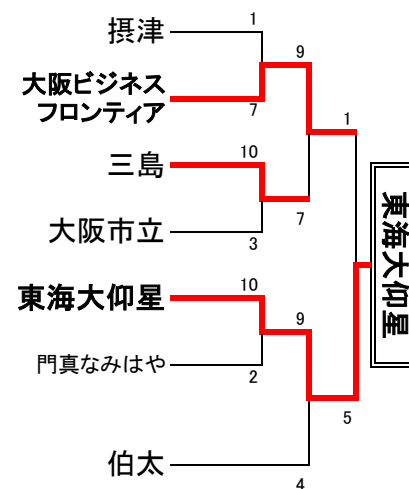 摂津
1
9
大阪ビジネス
フロンティア
7
1
三島
10
7
大阪市立
3
東海大仰星
東海大仰星
10
9
門真なみはや
2
5
伯太
4